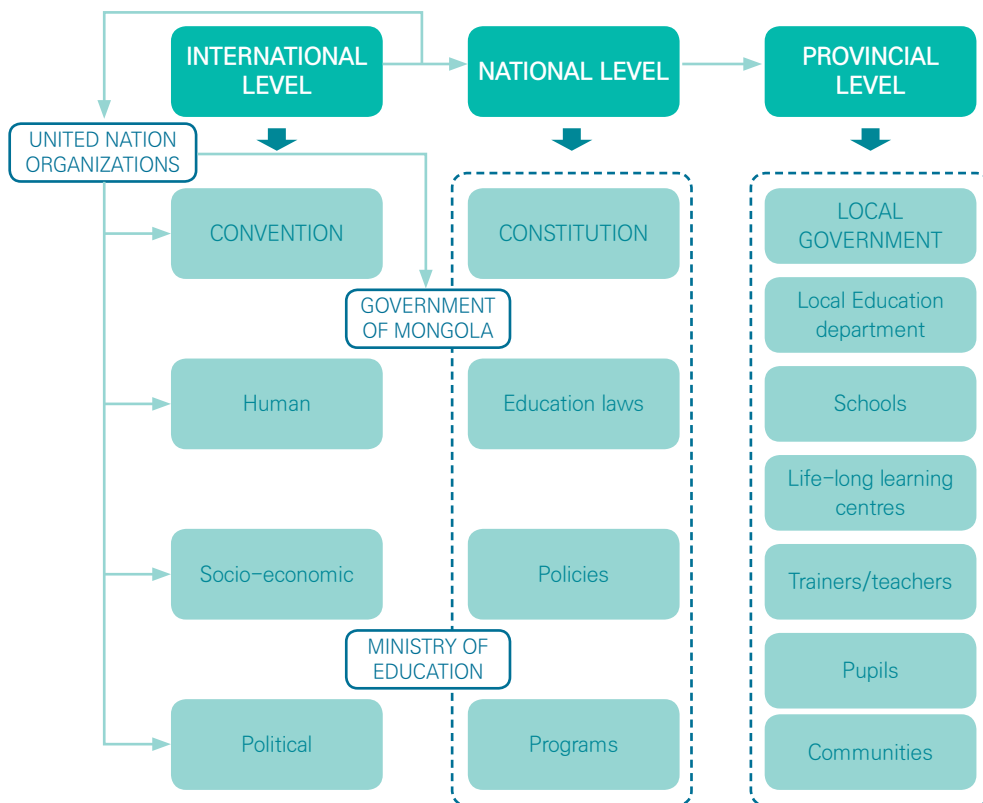 INTERNATIONAL
LEVEL
NATIONAL LEVEL
PROVINCIAL
LEVEL
UNITED NATION
ORGANIZATIONS
CONVENTION
CONSTITUTION
LOCAL
GOVERNMENT
GOVERNMENT
OF MONGOLA
Local Education
department
Human
Education laws
Schools
Life-long learning
centres
Socio-economic
Policies
Trainers/teachers
MINISTRY OF
EDUCATION
Pupils
Political
Programs
Communities